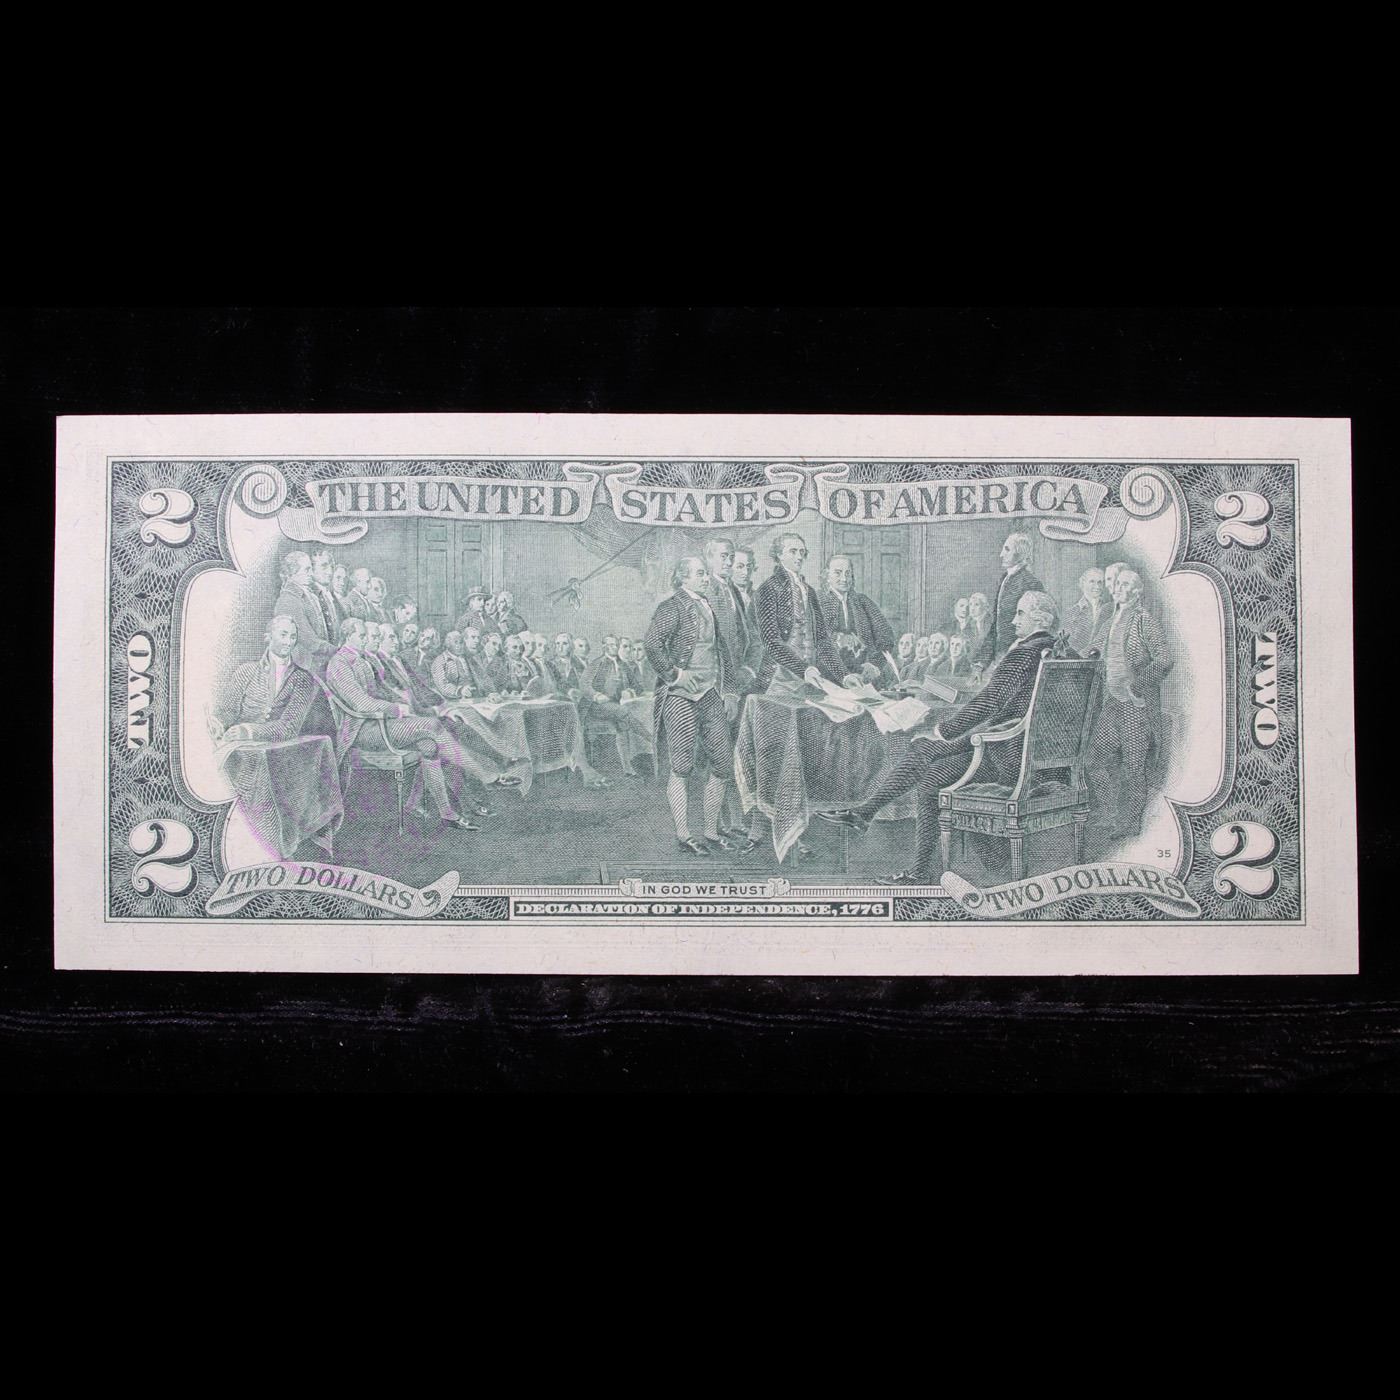 THE UNITED STATES OF AMERICA
2
2
TWO
TWO
2
2
35
TWO DOLLARS
IN GOD WE TRUST
TWO DOLLARS
DECLARATION OF INDEPENDENCE, 1776